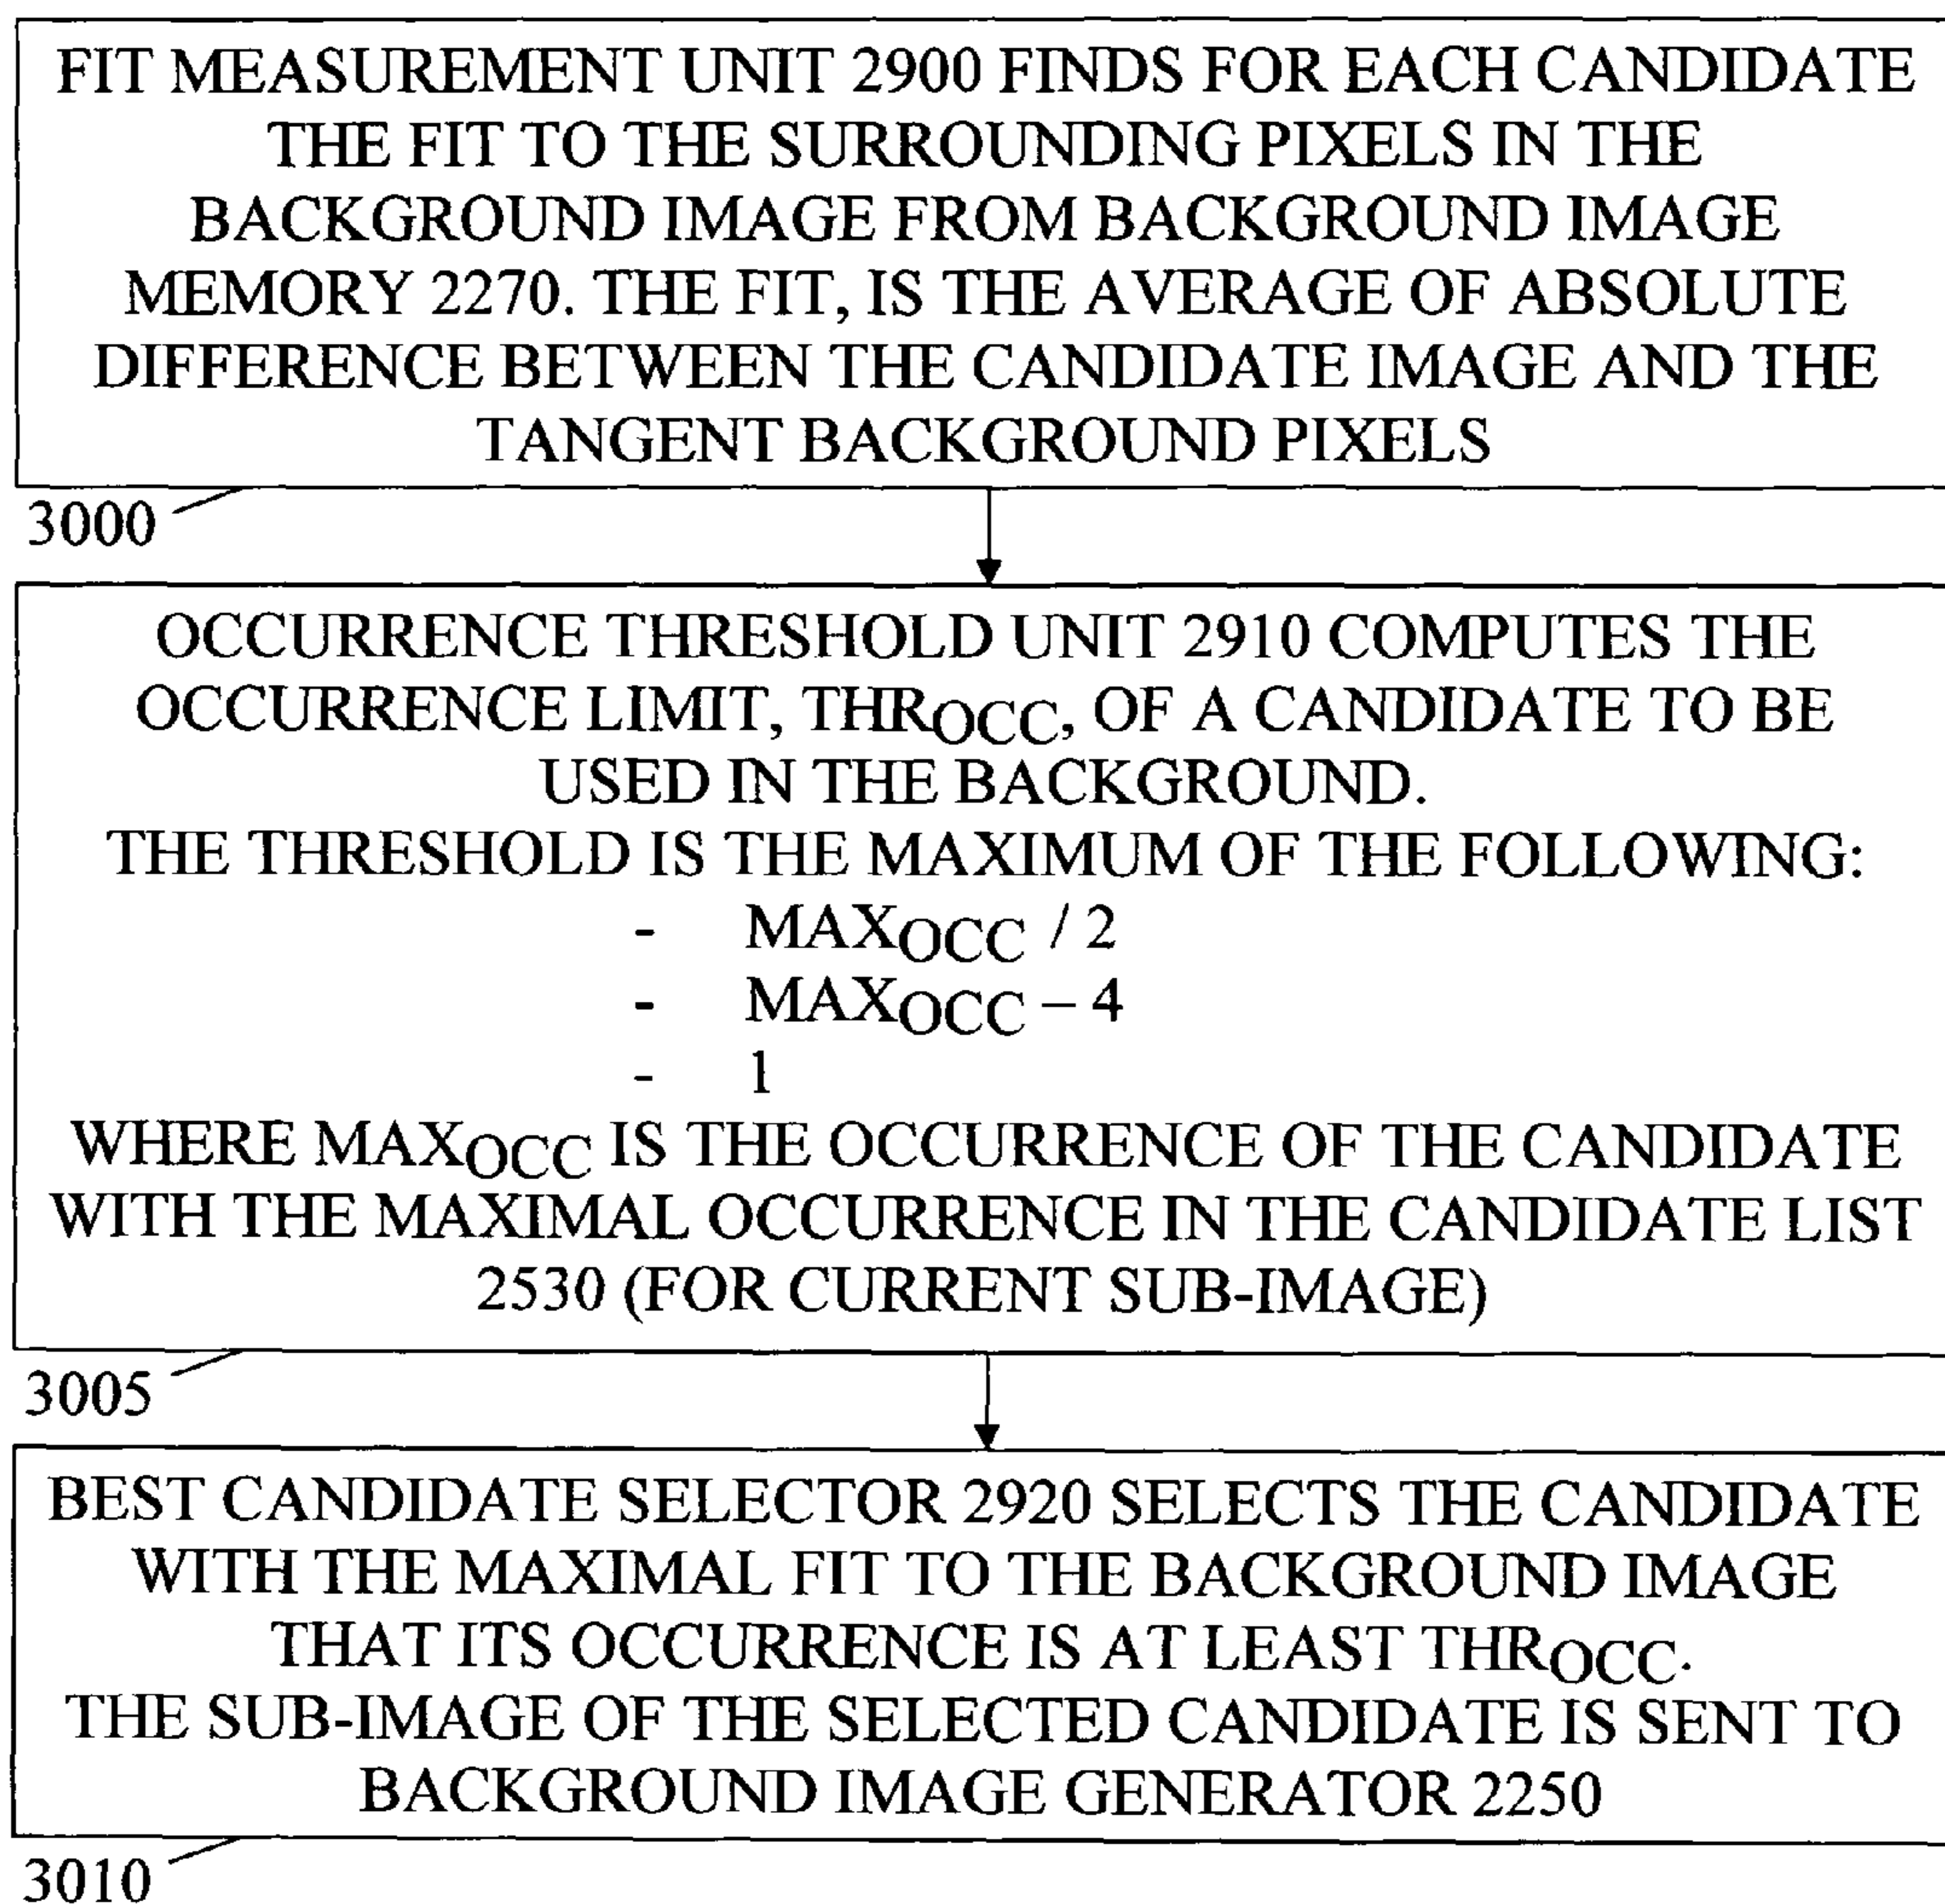 FIT MEASUREMENT UNIT 2900 FINDS FOR EACH CANDIDATE
THE FIT TO THE SURROUNDING PIXELS IN THE
BACKGROUND IMAGE FROM BACKGROUND IMAGE
MEMORY 2270. THE FIT, IS THE AVERAGE OF ABSOLUTE
DIFFERENCE BETWEEN THE CANDIDATE IMAGE AND THE
TANGENT BACKGROUND PIXELS
3000
OCCURRENCE THRESHOLD UNIT 2910 COMPUTES THE
OCCURRENCE LIMIT, THROCC, OF A CANDIDATE TO BE
USED IN THE BACKGROUND.
THE THRESHOLD IS THE MAXIMUM OF THE FOLLOWING:
- MAXOCC / 2
- MAXOCC – 4
- 1
WHERE MAXOCC IS THE OCCURRENCE OF THE CANDIDATE
WITH THE MAXIMAL OCCURRENCE IN THE CANDIDATE LIST
2530 (FOR CURRENT SUB-IMAGE)
3005
BEST CANDIDATE SELECTOR 2920 SELECTS THE CANDIDATE
WITH THE MAXIMAL FIT TO THE BACKGROUND IMAGE
THAT ITS OCCURRENCE IS AT LEAST THROCC.
THE SUB-IMAGE OF THE SELECTED CANDIDATE IS SENT TO
BACKGROUND IMAGE GENERATOR 2250
3010